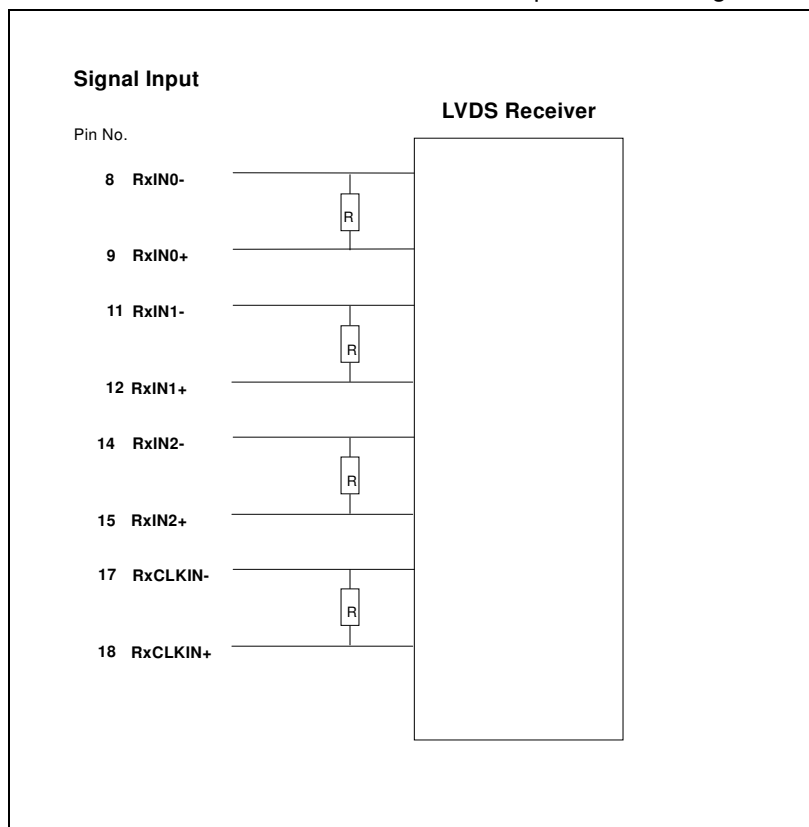 Signal Input
LVDS Receiver
Pin No.
8 RxIN0-
R
9 RxIN0+
11 RxIN1-
R
12 RxIN1+
14 RxIN2-
R
15 RxIN2+
17 RxCLKIN-
R
18 RxCLKIN+